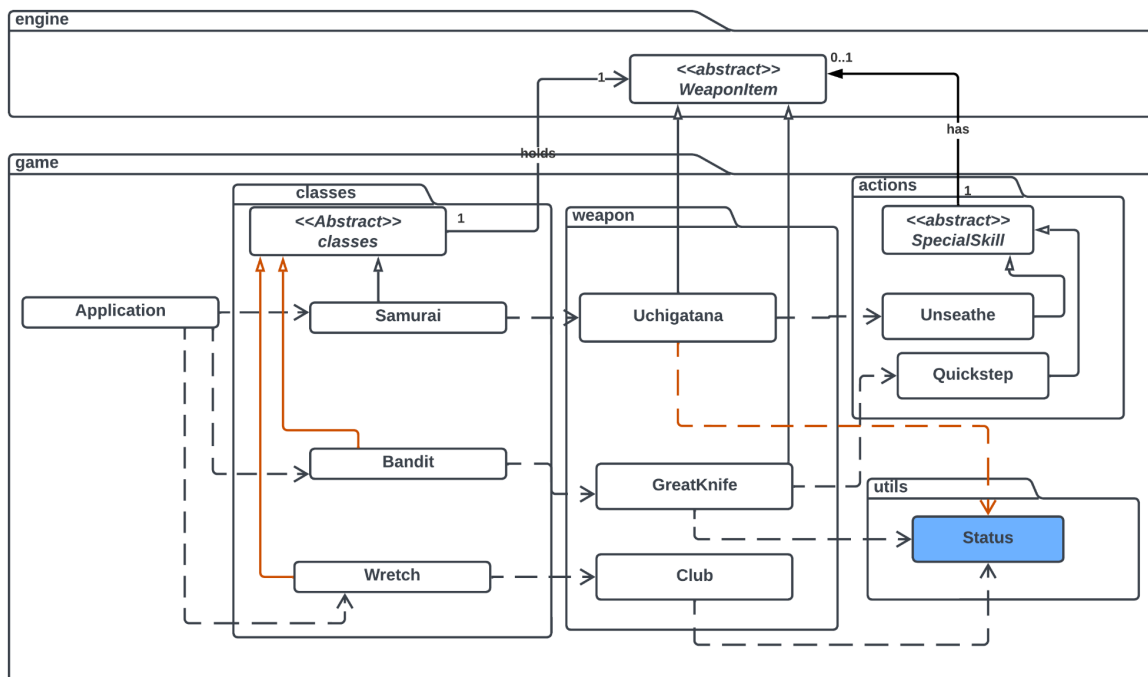 engine
<<abstract>>
WeaponItem
0..1
1
has
holds
game
classes
<<Abstract>>
classes
1
weapon
actions
1
<<abstract>>
SpecialSkill
Application
Samurai
Uchigatana
Unseathe
Quickstep
Bandit
GreatKnife
utils
Status
Wretch
Club